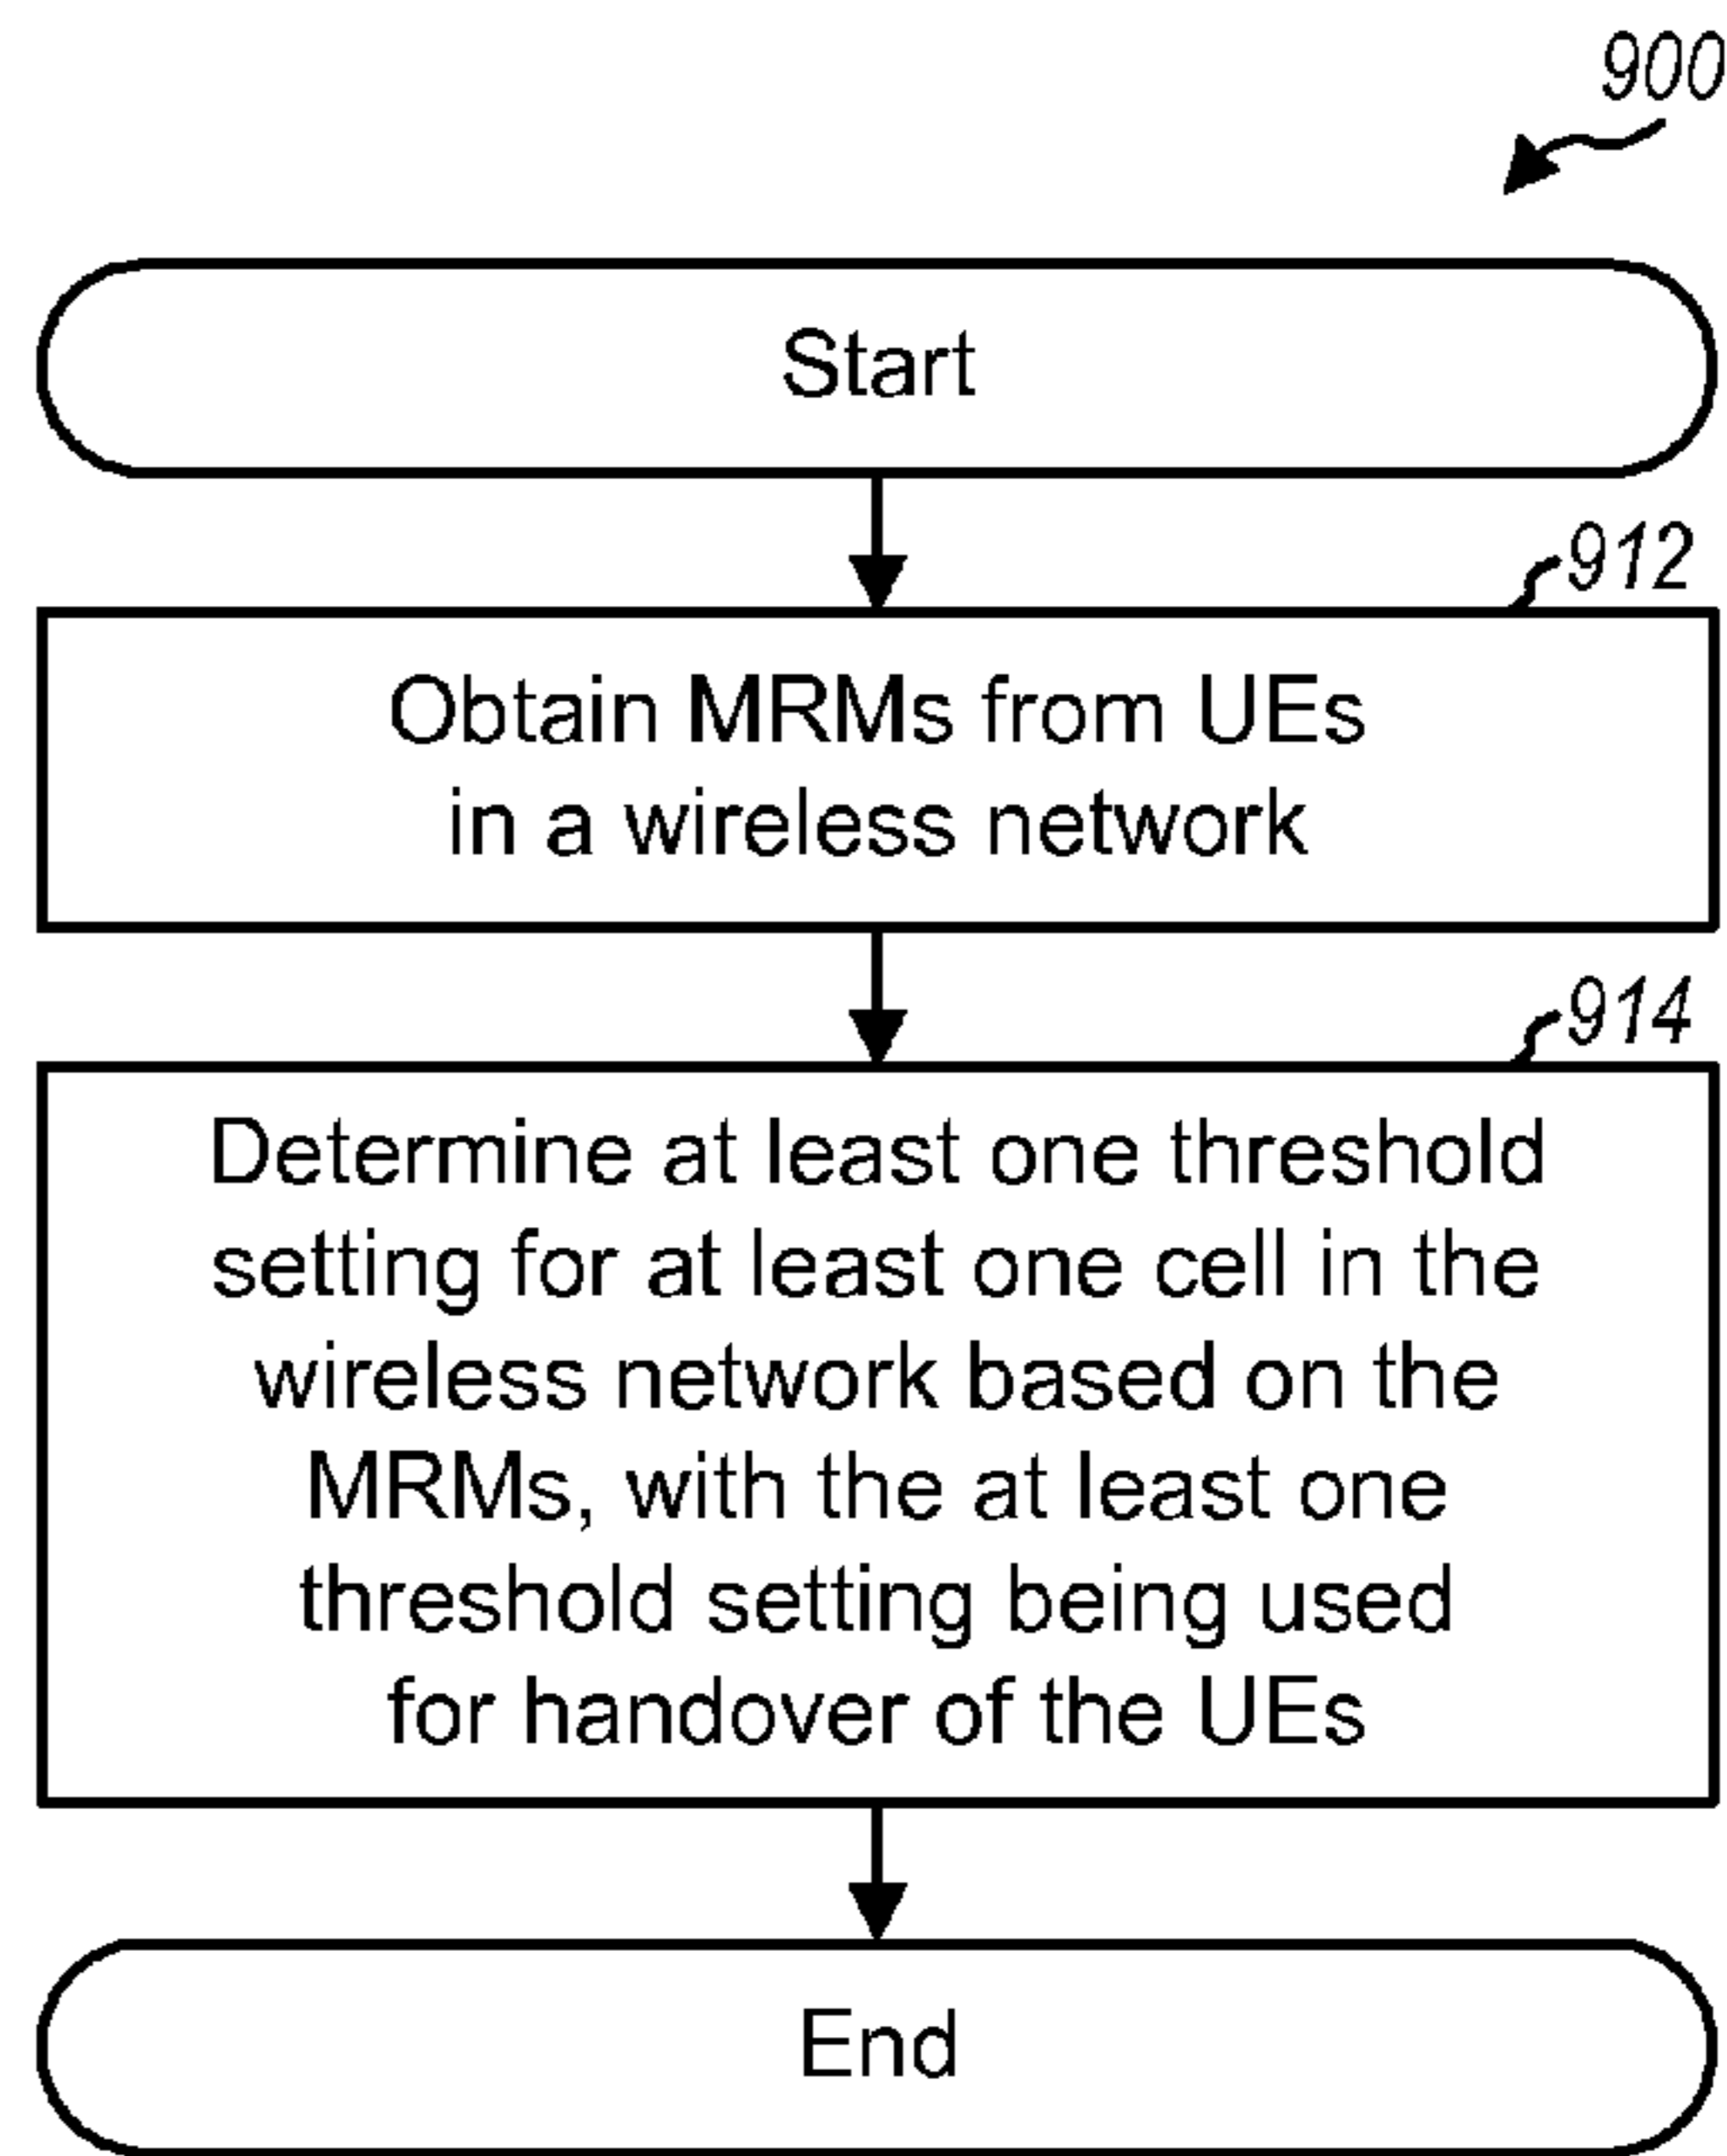 900
Start
912
Obtain MRMs from UEs
in a wireless network
914
Determine at least one threshold
setting for at least one cell in the
wireless network based on the
MRMs, with the at least one
threshold setting being used
for handover of the UEs
End